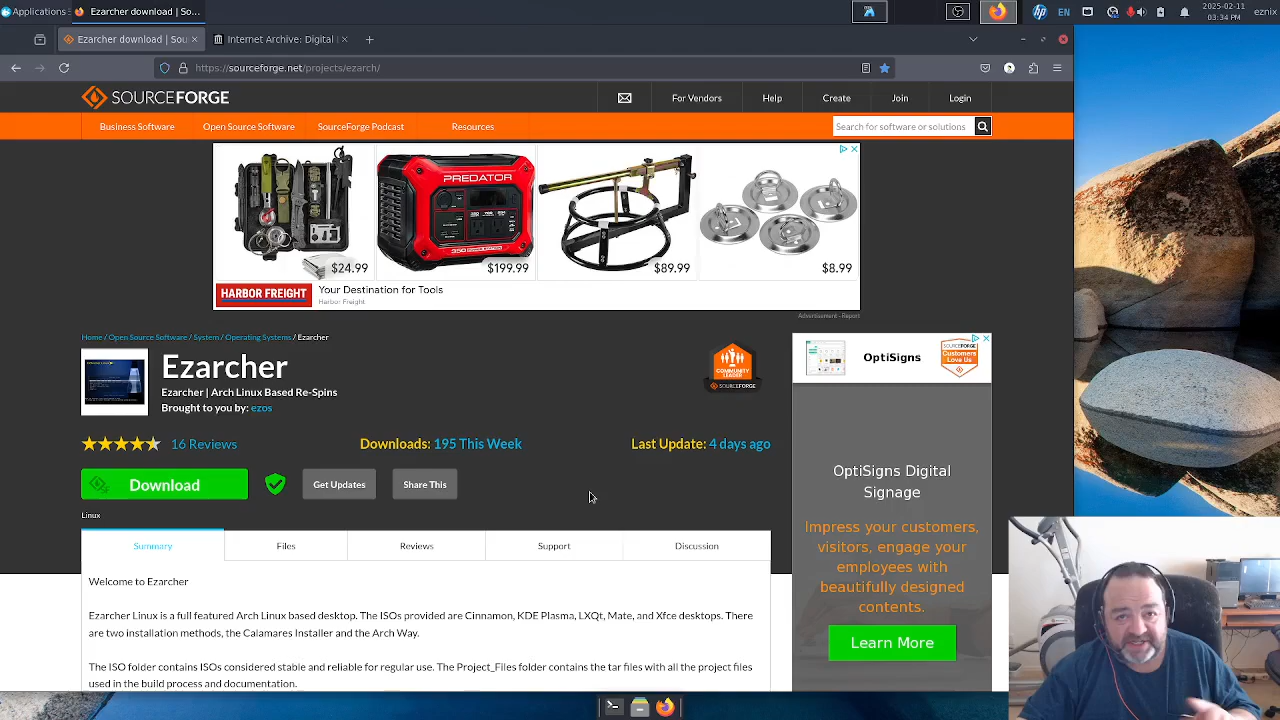 Applications
Ezarcher download | So...
EN
2025-02-11
03:34 PM
eznix
Ezarcher download | Sou
Internet Archive: Digital
https://sourceforge.net/projects/ezarch/
SOURCEFORGE
For Vendors
Help
Create
Join
Login
Business Software
Open Source Software
SourceForge Podcast
Resources
Search for software or solutions
PREDATOR
$24.99
$199.99
$89.99
$8.99
HARBOR FREIGHT
Your Destination for Tools
Harbor Freight
Advertisement - Report
Home / Open Source Software / System / Operating Systems / Ezarcher
Ezarcher
Ezarcher | Arch Linux Based Re-Spins
Brought to you by: ezos
COMMUNITY
LEADER
SOURCEFORGE
OptiSigns
SOURCEFORGE
Customers
Love Us
16 Reviews
Downloads: 195 This Week
Last Update: 4 days ago
Download
Get Updates
Share This
Linux
OptiSigns Digital
Signage
Impress your customers,
visitors, engage your
employees with
beautifully designed
contents.
Learn More
Summary
Files
Reviews
Support
Discussion
Welcome to Ezarcher
Ezarcher Linux is a featured Arch Linux based desktop. The ISOs provided are Cinnamon, KDE Plasma, LXQt, Mate, and Xfce desktops. There
are two installation methods, the Calamares Installer and the Arch Way.
The ISO folder contains ISOs considered stable and reliable for regular use. The Project_Files folder contains the tar files with all the project files
used in the build process and documentation.